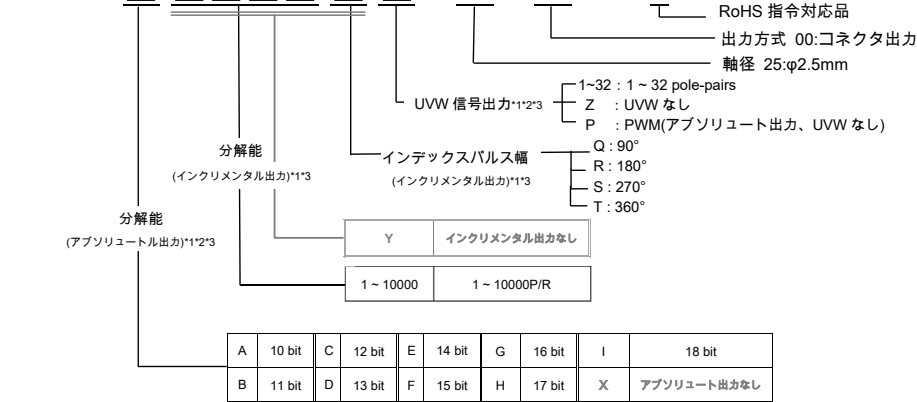 RoHS 指令対応品
出力方式 00:コネクタ出力
軸径 25:φ2.5mm
UVW 信号出力*1*2*3
1~32 : 1 ~ 32 pole-pairs
Z : UVW なし
P : PWM(アブソリュート出力、UVW なし)
分解能
(インクリメンタル出力)*1*3
インデックスパルス幅
(インクリメンタル出力)*1*3
Q : 90°
R : 180°
S : 270°
T : 360°
分解能
(アブソリュートル出力)*1*2*3
Y インクリメンタル出力なし
1 ~ 10000 1 ~ 10000P/R
A 10 bit C 12 bit E 14 bit G 16 bit I 18 bit
B 11 bit D 13 bit F 15 bit H 17 bit X アブソリュート出力なし